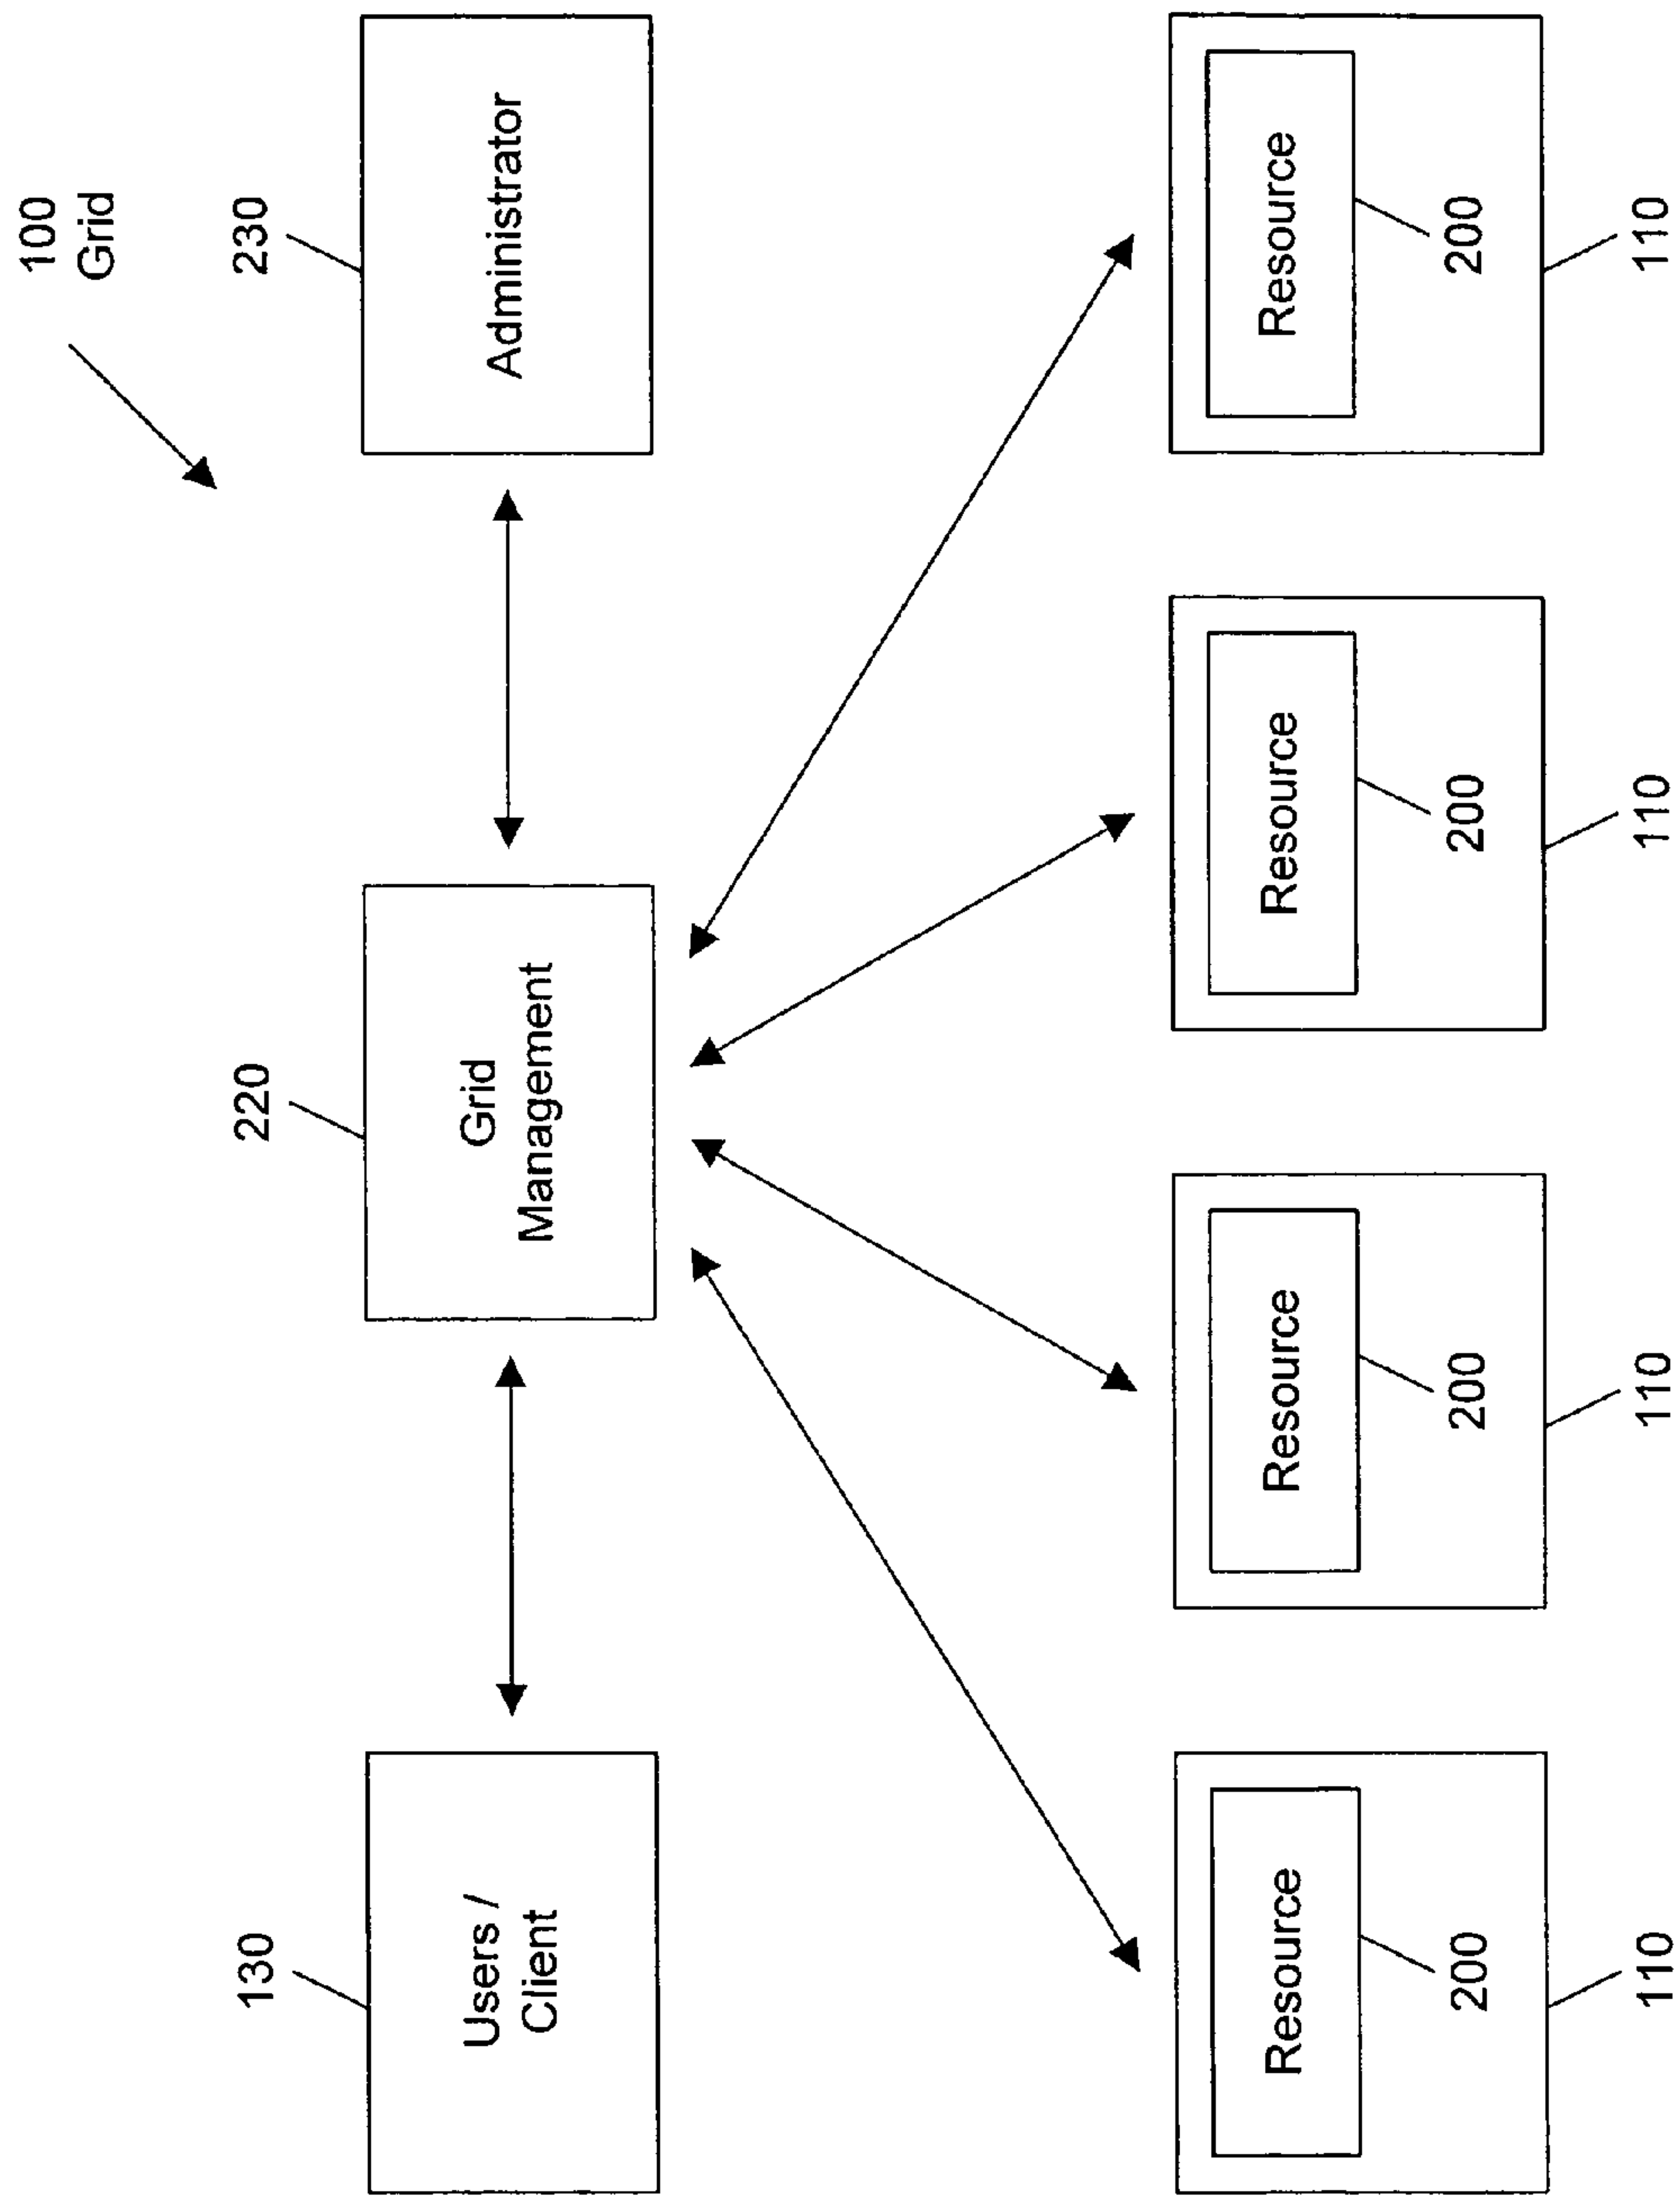 100
Grid
130
220
230
Users /
Client
Grid
Management
Administrator
Resource
Resource
Resource
Resource
200
200
200
200
110
110
110
110